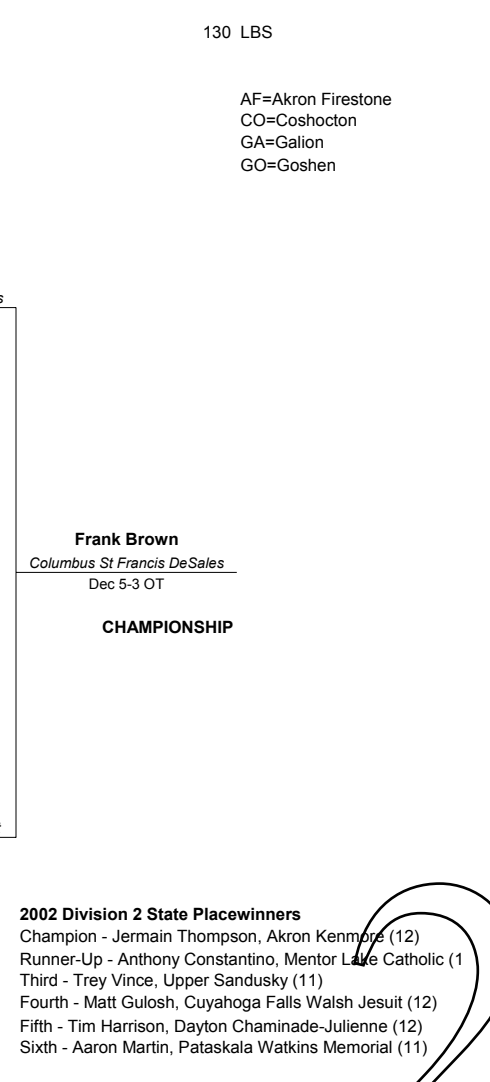 130 LBS
AF=Akron Firestone
CO=Coshocton
GA=Galion
GO=Goshen
s
Frank Brown
Columbus St Francis DeSales
Dec 5-3 OT
CHAMPIONSHIP
2002 Division 2 State Placewinners
Champion - Jermain Thompson, Akron Kenmore (12)
Runner-Up - Anthony Constantino, Mentor Lake Catholic (1
Third - Trey Vince, Upper Sandusky (11)
Fourth - Matt Gulosh, Cuyahoga Falls Walsh Jesuit (12)
Fifth - Tim Harrison, Dayton Chaminade-Julienne (12)
Sixth - Aaron Martin, Pataskala Watkins Memorial (11)